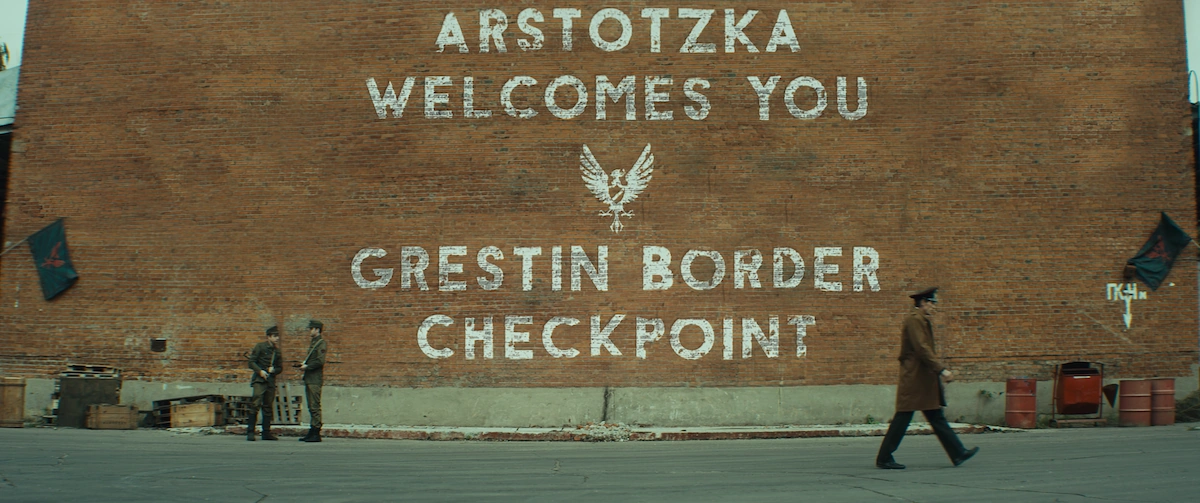 ARSTOTZKA
WELCOMES YOU
GRESTIN BORDER
CHECKPOINT